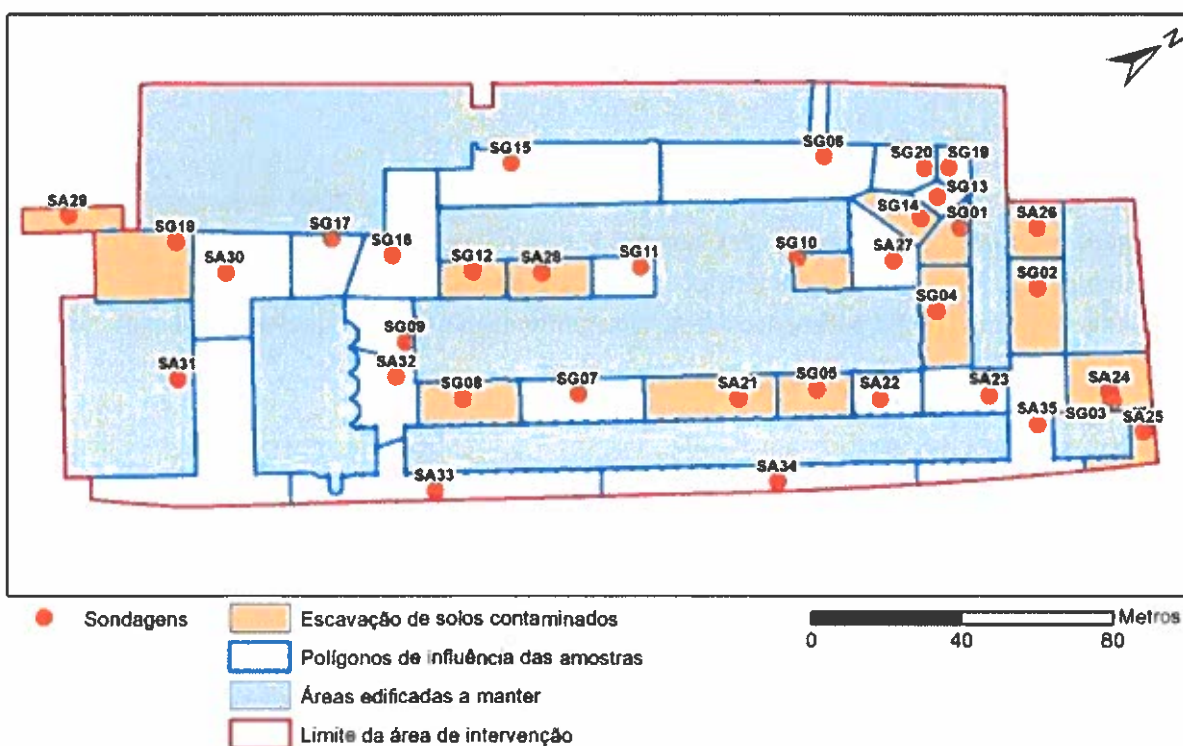 N
SG15
SG06
SG20
SG19
SG13
SA29
SG14
SG18
SG17
SG16
SG01
SA26
SA30
SG12
SA28
SG11
SG10
SA27
SG02
SG04
SG09
SA31
SA32
SG08
SG07
SA21
SG05
SA22
SA23
SA24
SG03
SA35
SA25
SA33
SA34
Sondagens
Escavação de solos contaminados
Polígonos de influência das amostras
Áreas edificadas a manter
Limite da área de intervenção
Metros
0 40 80